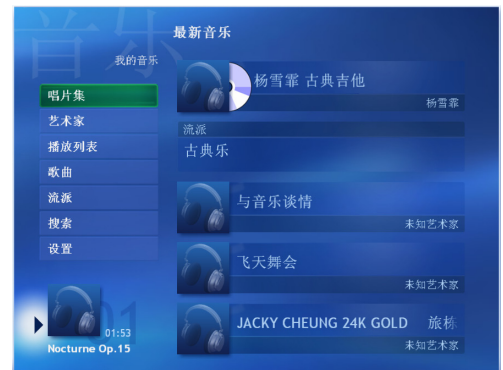 音乐
最新音乐
我的音乐
唱片集
艺术家
播放列表
歌曲
流派
搜索
设置
杨雪霏 古典吉他
杨雪霏
流派
古典乐
与音乐谈情
未知艺术家
飞天舞会
未知艺术家
JACKY CHEUNG 24K GOLD 旅栋
未知艺术家
01
01:53
Nocturne Op.15